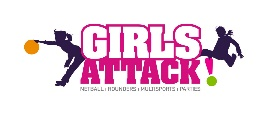 GIRLS
ATTACK!
NETBALL | ROUNDERS | MULTISPORTS | PARTIES